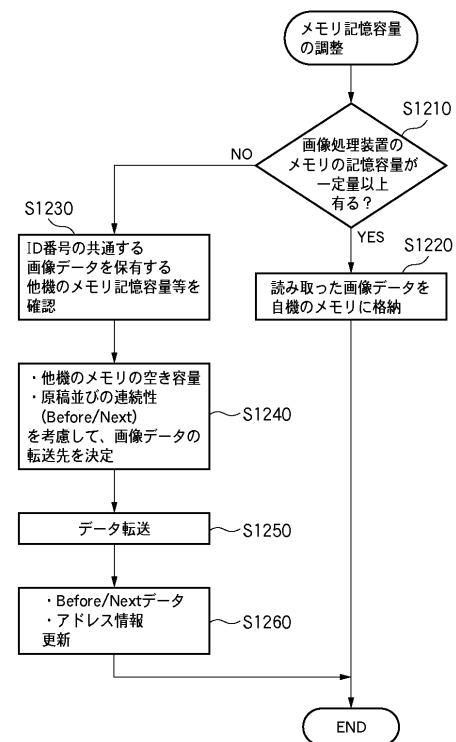 メモリ記憶容量
の調整
S1210
画像処理装置の
メモリの記憶容量が
一定量以上
有る？
NO
YES
S1220
読み取った画像データを
自機のメモリに格納
S1230
ID番号の共通する
画像データを保有する
他機のメモリ記憶容量等を
確認
・他機のメモリの空き容量
・原稿並びの連続性
(Before/Next)
を考慮して、画像データの
転送先を決定
S1240
データ転送
S1250
・Before/Nextデータ
・アドレス情報
更新
S1260
END